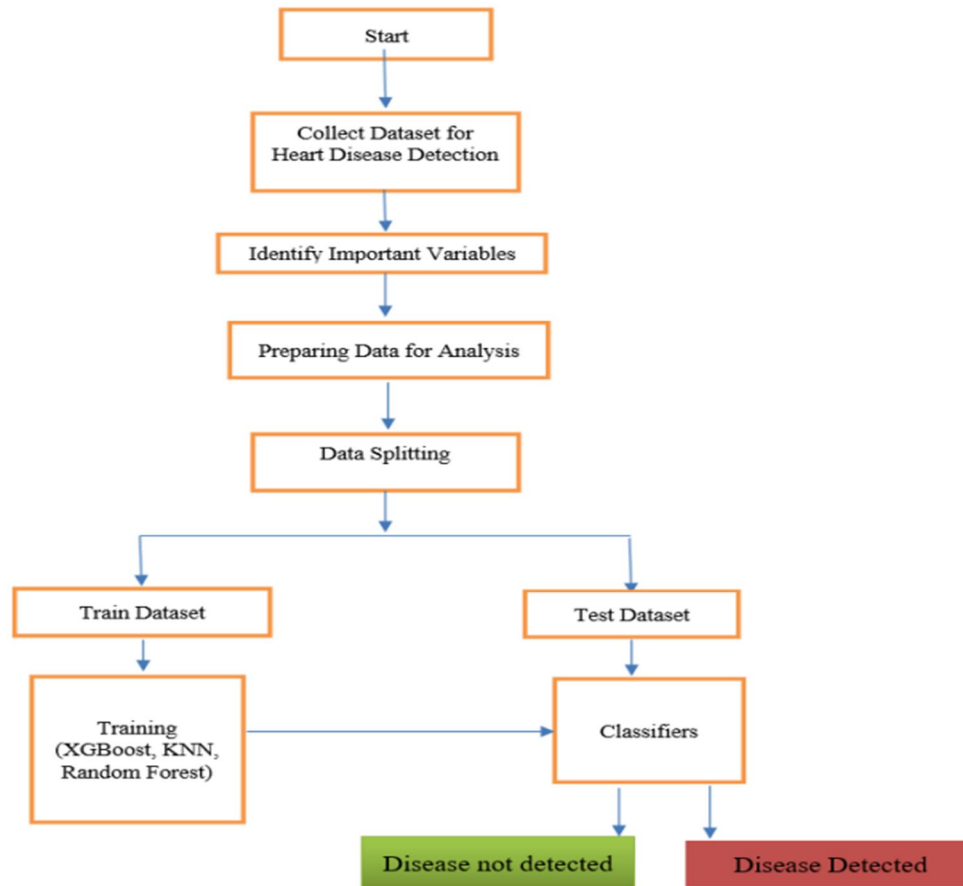 Start
Collect Dataset for
Heart Disease Detection
Identify Important Variables
Preparing Data for Analysis
Data Splitting
Train Dataset
Test Dataset
Training
(XGBoost, KNN,
Random Forest)
Classifiers
Disease not detected
Disease Detected